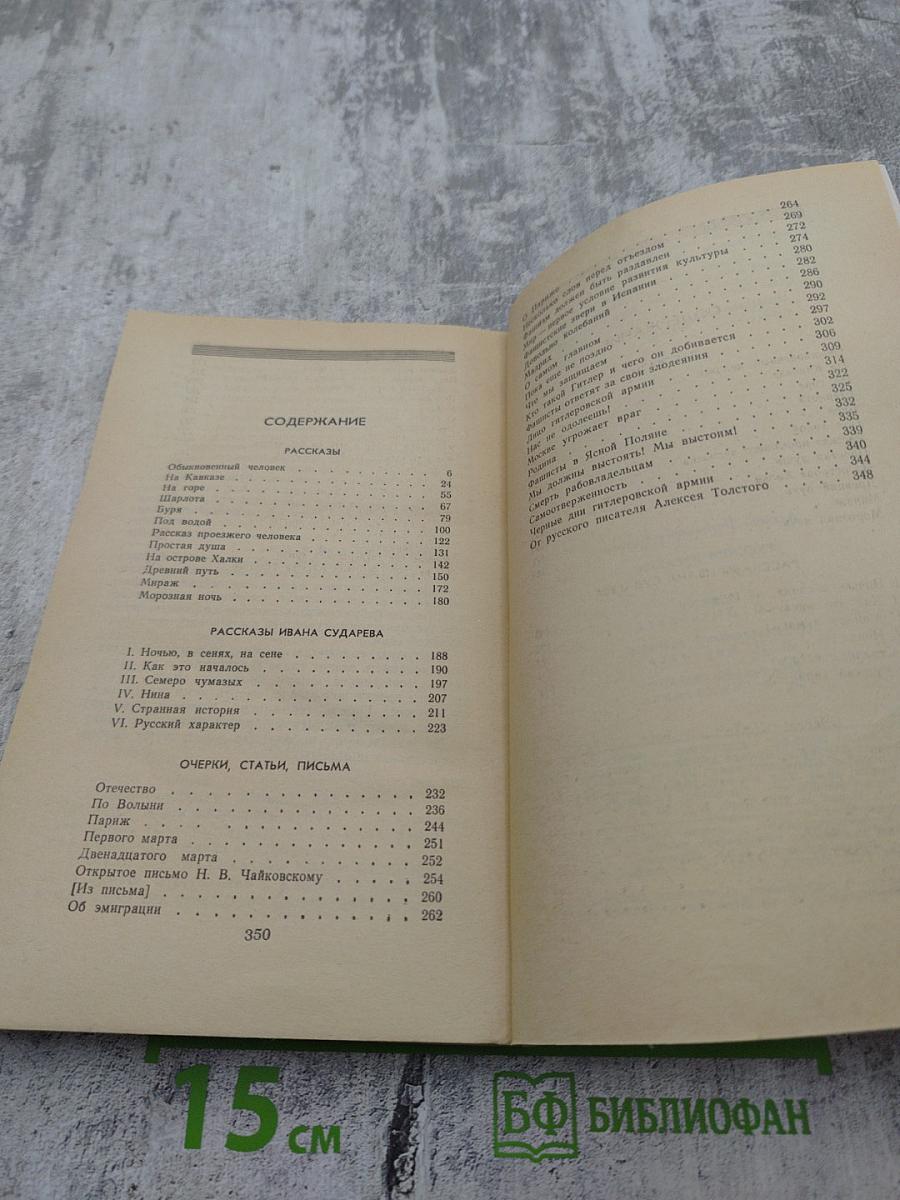 СОДЕРЖАНИЕ
РАССКАЗЫ
Обыкновенный человек . . . . . . . . . . 6
На Кавказе . . . . . . . . . . 24
На горе . . . . . . . . . . 55
Шарлота . . . . . . . . . . 67
Буря . . . . . . . . . . 79
Под водой . . . . . . . . . . 100
Рассказ проезжего человека . . . . . . . . . . 122
Простая душа . . . . . . . . . . 131
На острове Халки . . . . . . . . . . 142
Древний путь . . . . . . . . . . 150
Мираж . . . . . . . . . . 172
Морозная ночь . . . . . . . . . . 180
РАССКАЗЫ ИВАНА СУДАРЕВА
I. Ночью, в сенях, на сене . . . . . . . . . . 188
II. Как это началось . . . . . . . . . . 190
III. Семеро чумазых . . . . . . . . . . 197
IV. Нина . . . . . . . . . . 207
V. Странная история . . . . . . . . . . 211
VI. Русский характер . . . . . . . . . . 223
ОЧЕРКИ, СТАТЬИ, ПИСЬМА
Отечество . . . . . . . . . . 232
По Волыни . . . . . . . . . . 236
Париж . . . . . . . . . . 244
Первого марта . . . . . . . . . . 251
Двенадцатого марта . . . . . . . . . . 252
Открытое письмо Н. В. Чайковскому . . . . . 254
[Из письма] . . . . . . . . . . 260
Об эмиграции . . . . . . . . . . 262
350
О Париже . . . . . . . . . . 264
Несколько слов перед отъездом . . . . . 269
Фашизм должен быть раздавлен . . . . . 272
Мир — первое условие развития культуры . . . 274
Фашистские звери в Испании . . . . . 280
Довольно колебаний . . . . . . . . . . 282
Мадрид . . . . . . . . . . 286
О самом главном . . . . . . . . . . 290
Пока еще не поздно . . . . . . . . . . 292
Что мы защищаем . . . . . . . . . . 297
Кто такой Гитлер и чего он добивается . . . 302
Фашисты ответят за свои злодеяния . . . . 306
Лицо гитлеровской армии . . . . . . . 309
Нас не одолеешь! . . . . . . . . . . 314
Москве угрожает враг . . . . . . . . . . 322
Родина . . . . . . . . . . 325
Фашисты в Ясной Поляне . . . . . . . . 332
Мы должны выстоять! Мы выстоим! . . . . 335
Смерть рабовладельцам . . . . . . . . 339
Самоотверженность . . . . . . . . . . 340
Черные дни гитлеровской армии . . . . . 344
От русского писателя Алексея Толстого . . . 348
15 см
БФ БИБЛИОФАН